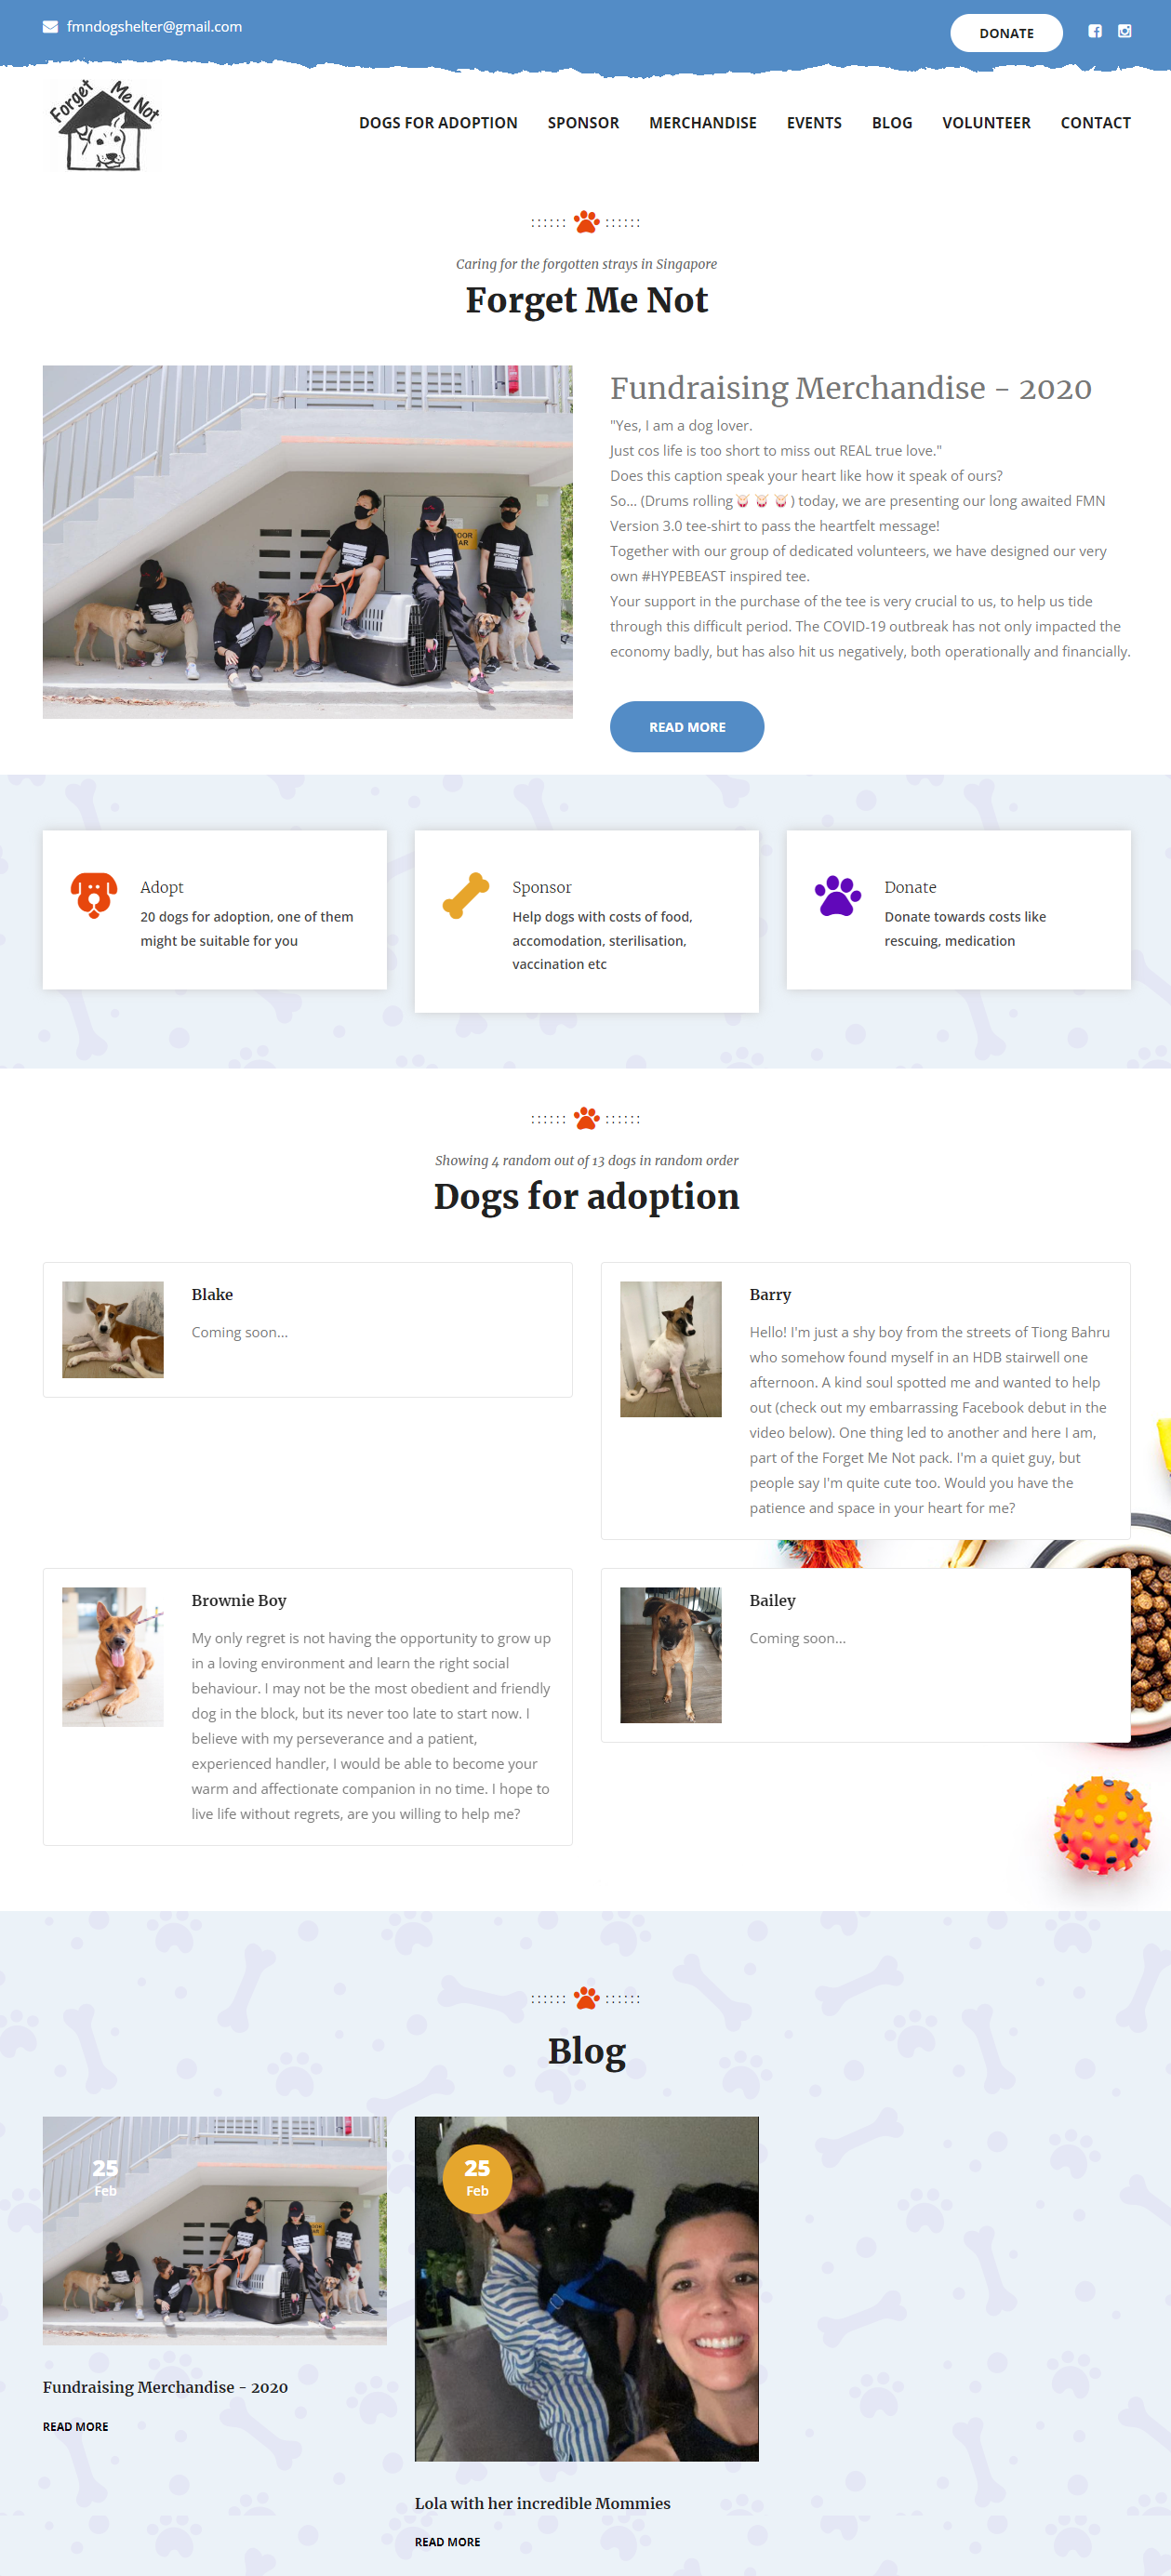 fmndogshelter@gmail.com
DONATE
Forget Me Not
DOGS FOR ADOPTION SPONSOR MERCHANDISE EVENTS BLOG VOLUNTEER CONTACT
Caring for the forgotten strays in Singapore
Forget Me Not
Fundraising Merchandise - 2020
"Yes, I am a dog lover.
Just cos life is too short to miss out REAL true love."
Does this caption speak your heart like how it speak of ours?
So... (Drums rolling🥁 🥁 🥁) today, we are presenting our long awaited FMN
Version 3.0 tee-shirt to pass the heartfelt message!
Together with our group of dedicated volunteers, we have designed our very
own #HYPEBEAST inspired tee.
Your support in the purchase of the tee is very crucial to us, to help us tide
through this difficult period. The COVID-19 outbreak has not only impacted the
economy badly, but has also hit us negatively, both operationally and financially.
READ MORE
Adopt
20 dogs for adoption, one of them
might be suitable for you
Sponsor
Help dogs with costs of food,
accomodation, sterilisation,
vaccination etc
Donate
Donate towards costs like
rescuing, medication
Showing 4 random out of 13 dogs in random order
Dogs for adoption
Blake
Coming soon...
Barry
Hello! I'm just a shy boy from the streets of Tiong Bahru
who somehow found myself in an HDB stairwell one
afternoon. A kind soul spotted me and wanted to help
out (check out my embarrassing Facebook debut in the
video below). One thing led to another and here I am,
part of the Forget Me Not pack. I'm a quiet guy, but
people say I'm quite cute too. Would you have the
patience and space in your heart for me?
Brownie Boy
My only regret is not having the opportunity to grow up
in a loving environment and learn the right social
behaviour. I may not be the most obedient and friendly
dog in the block, but its never too late to start now. I
believe with my perseverance and a patient,
experienced handler, I would be able to become your
warm and affectionate companion in no time. I hope to
live life without regrets, are you willing to help me?
Bailey
Coming soon...
Blog
25
Feb
Fundraising Merchandise - 2020
READ MORE
25
Feb
Lola with her incredible Mommies
READ MORE